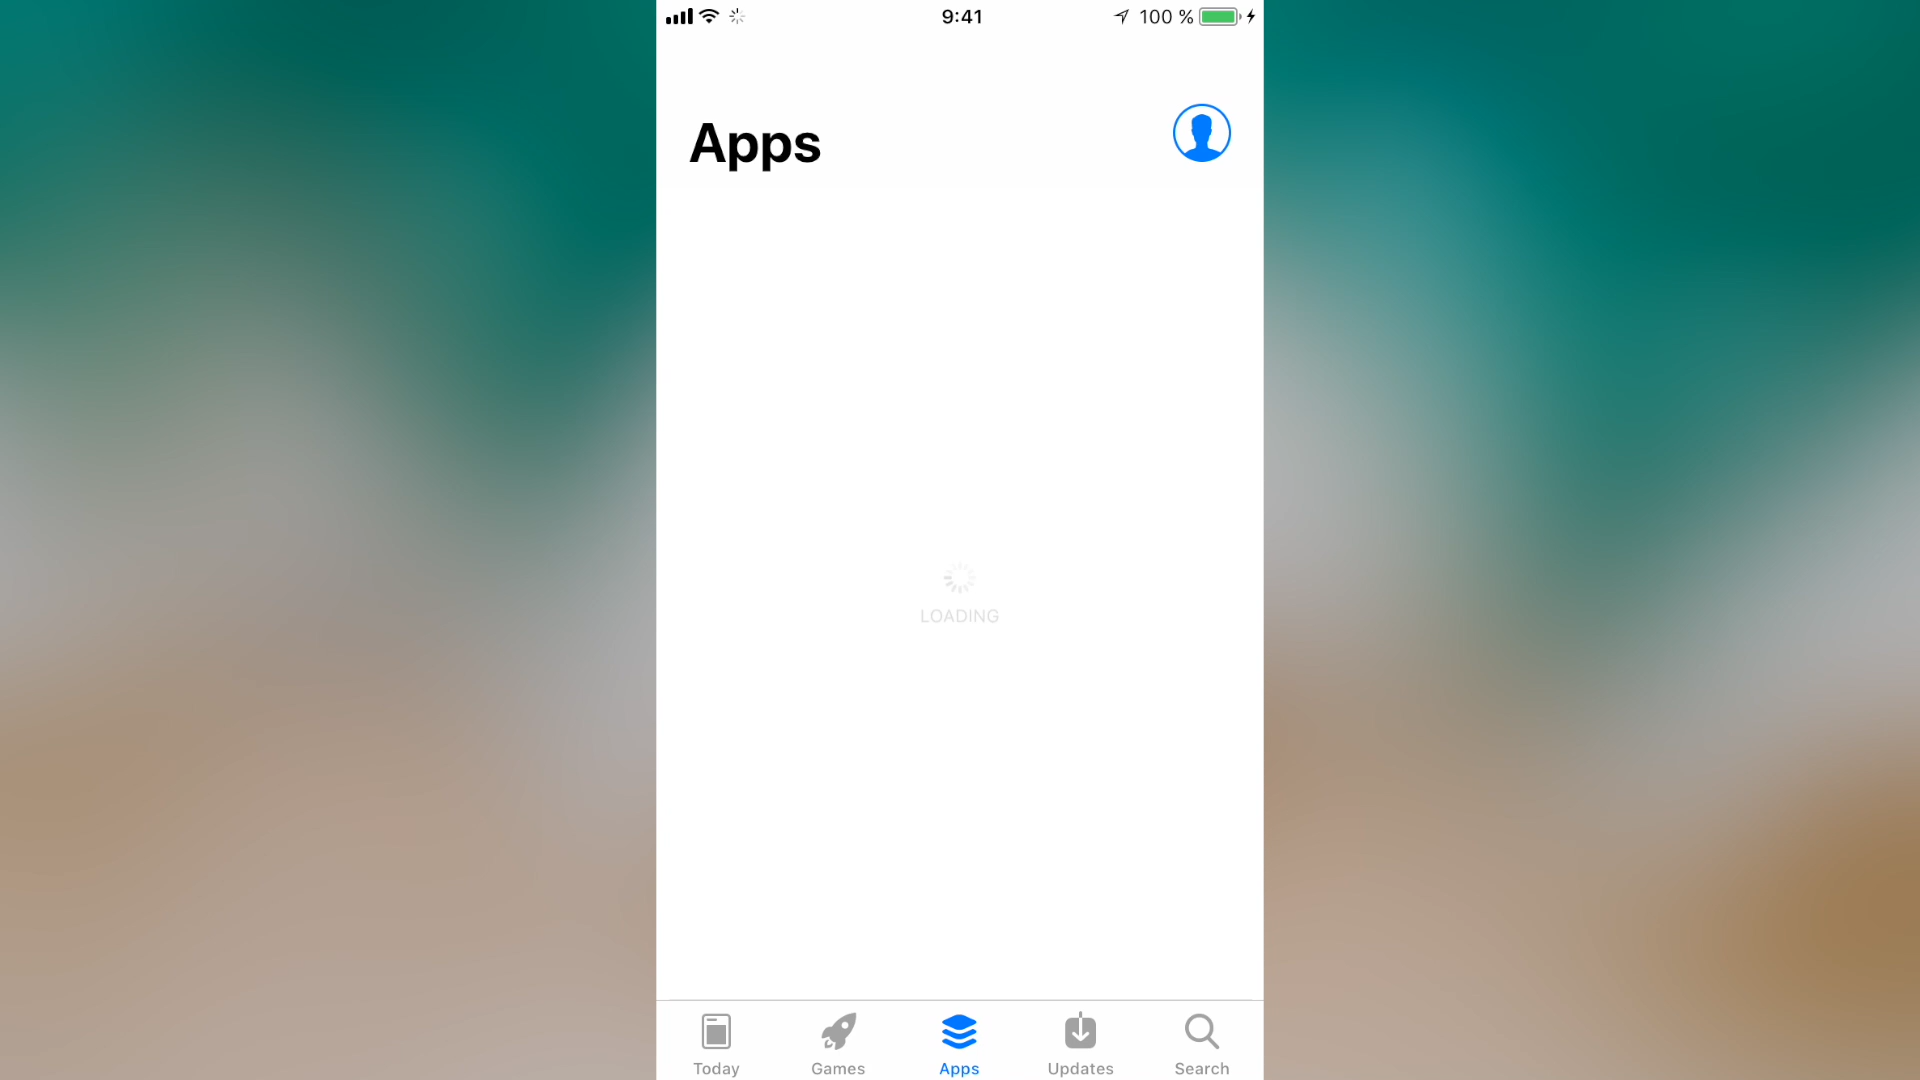 9:41
100 %
Apps
LOADING
Today
Games
Apps
Updates
Search